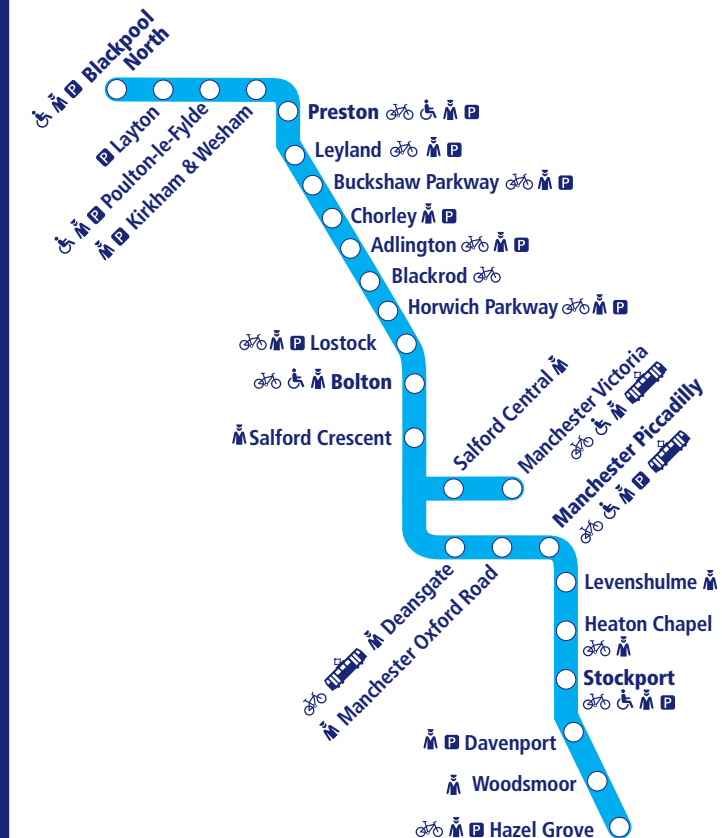 Blackpool
North
P Layton
P Poulton-le-Fylde
P Kirkham & Wesham
Preston P
Leyland P
Buckshaw Parkway P
Chorley P
Adlington P
Blackrod
Horwich Parkway P
P Lostock
Bolton
Salford Crescent
Salford Central
Manchester Victoria
Manchester Piccadilly
P
Deansgate
Manchester Oxford Road
Levenshulme
Heaton Chapel
Stockport
P
P Davenport
Woodsmoor
P Hazel Grove